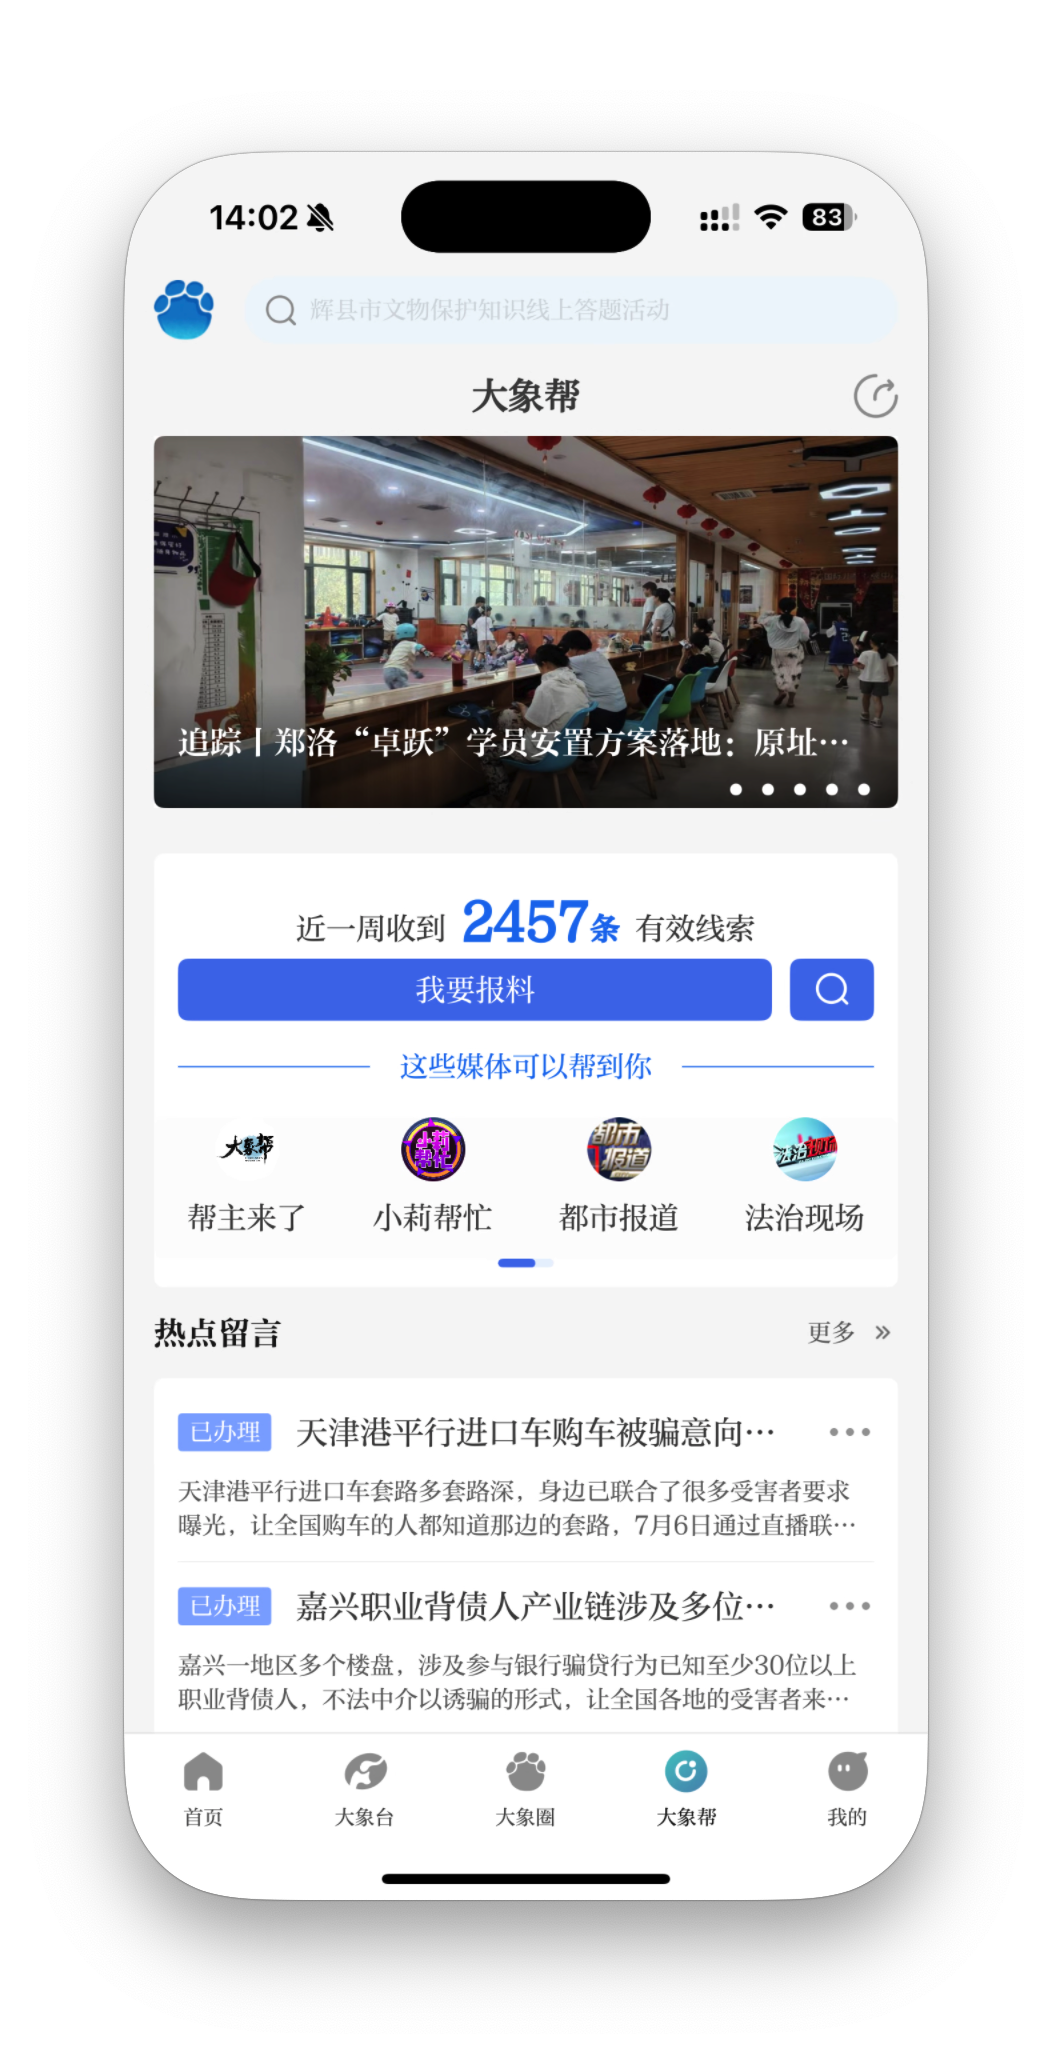 14:02
83
辉县市文物保护知识线上答题活动
大象帮
追踪丨郑洛“卓跃”学员安置方案落地：原址…
近一周收到 2457条 有效线索
我要报料
这些媒体可以帮到你
大象帮
小莉帮忙
都市报道
法治现场
帮主来了
小莉帮忙
都市报道
法治现场
热点留言
更多 »
已办理 天津港平行进口车购车被骗意向…
天津港平行进口车套路多套路深，身边已联合了很多受害者要求
曝光，让全国购车的人都知道那边的套路，7月6日通过直播联…
已办理 嘉兴职业背债人产业链涉及多位…
嘉兴一地区多个楼盘，涉及参与银行骗贷行为已知至少30位以上
职业背债人，不法中介以诱骗的形式，让全国各地的受害者来…
首页
大象台
大象圈
大象帮
我的